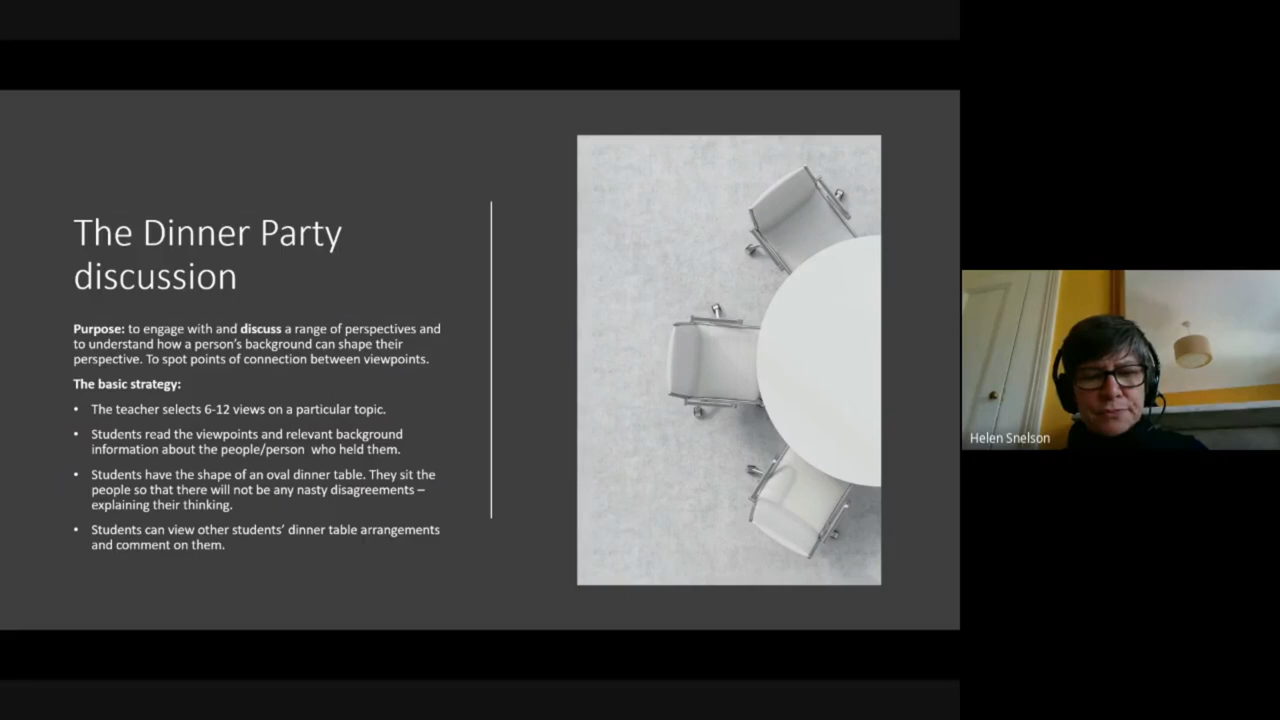 The Dinner Party
discussion
Purpose: to engage with and discuss a range of perspectives and
to understand how a person's background can shape their
perspective. To spot points of connection between viewpoints.
The basic strategy:
• The teacher selects 6-12 views on a particular topic.
• Students read the viewpoints and relevant background
information about the people/person  who held them.
• Students have the shape of an oval dinner table. They sit the
people so that there will not be any nasty disagreements –
explaining their thinking.
• Students can view other students' dinner table arrangements
and comment on them.
Helen Snelson